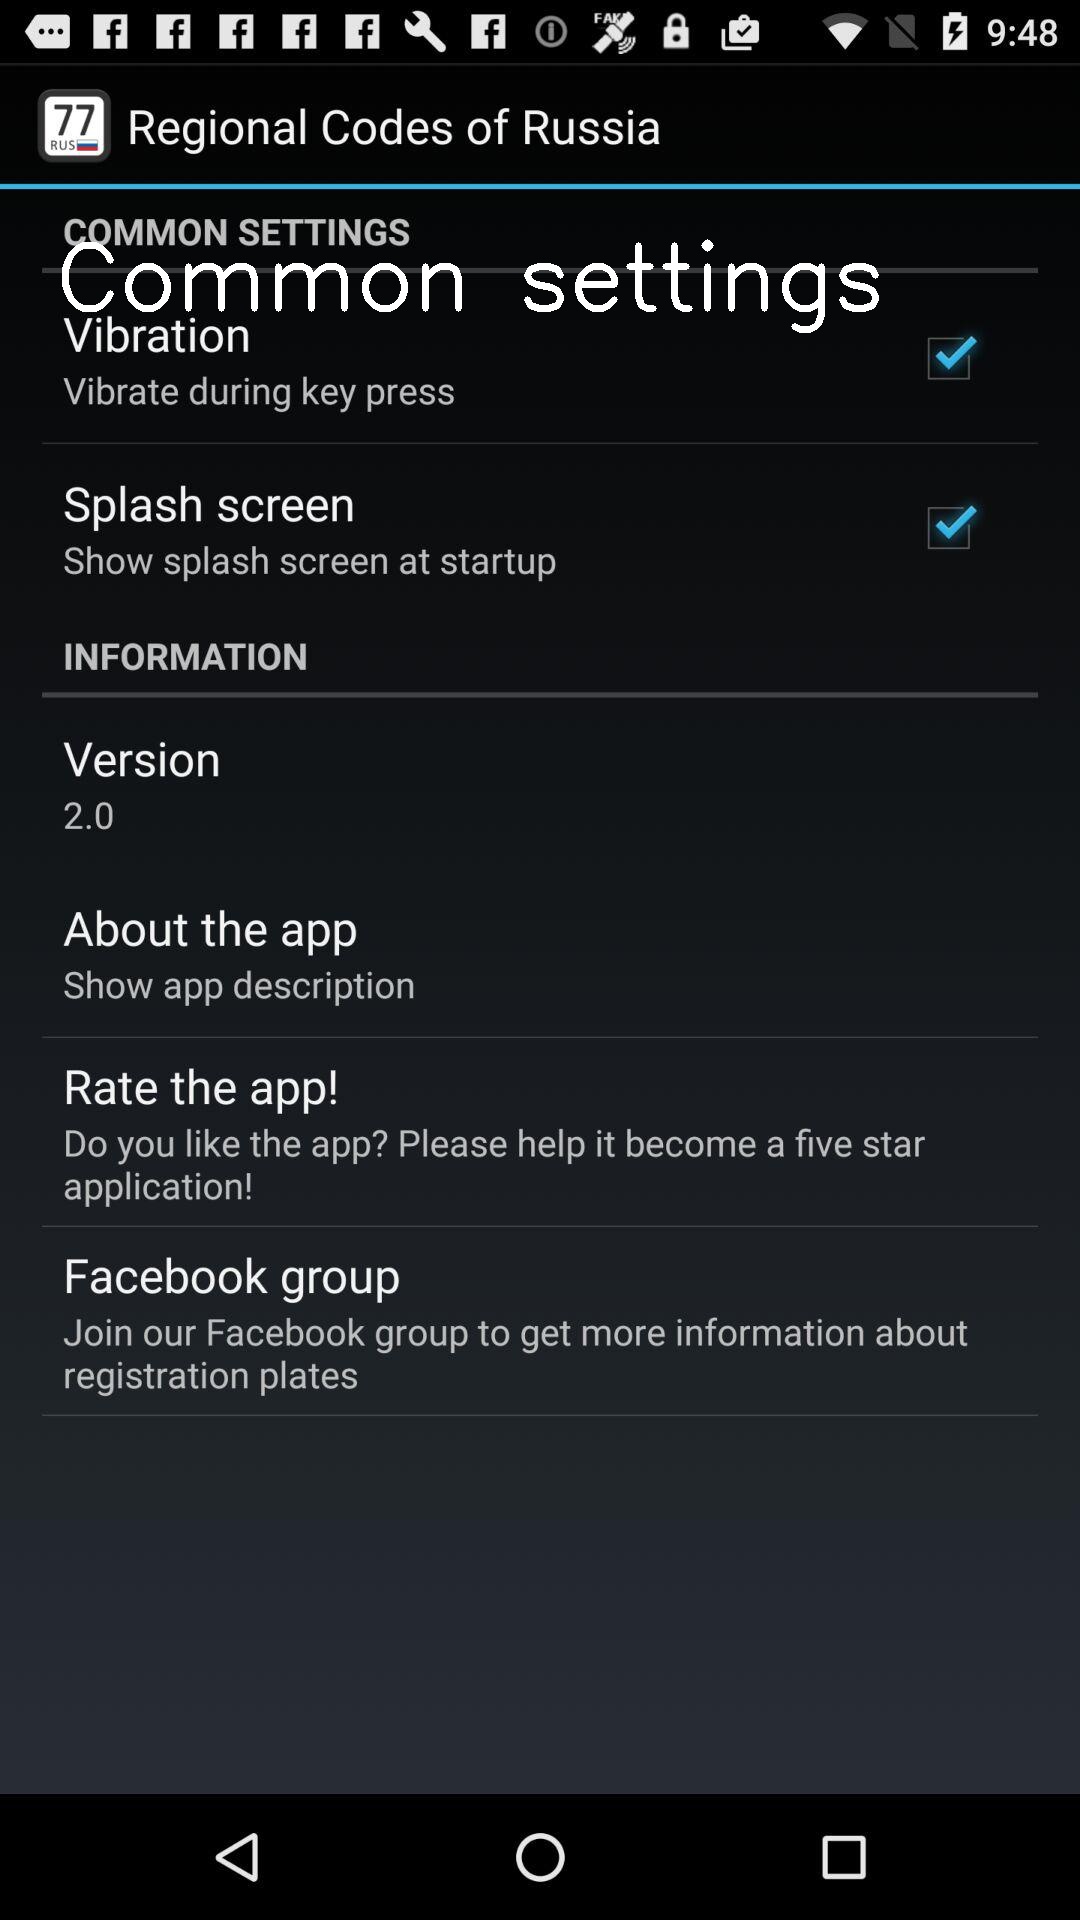 FAKE
9:48
77
RUS
Regional Codes of Russia
COMMON SETTINGS
Common settings
Vibration
Vibrate during key press
Splash screen
Show splash screen at startup
INFORMATION
Version
2.0
About the app
Show app description
Rate the app!
Do you like the app? Please help it become a five star
application!
Facebook group
Join our Facebook group to get more information about
registration plates